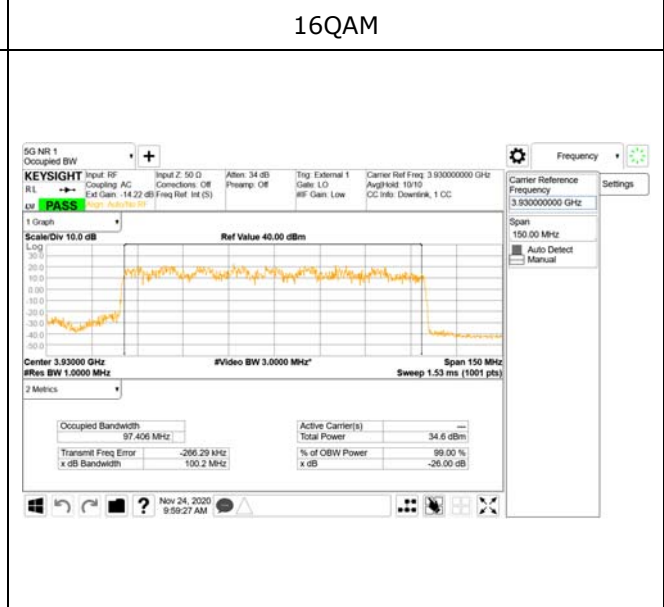 16QAM
5G NR 1
Occupied BW
Frequency
KEYSIGHT
Input: RF
Coupling: AC
Ext Gain: -14.22 dB
Align: Auto/No RF
Input Z: 50 Ω
Corrections: Off
Freq Ref: Int (S)
Atten: 34 dB
Preamp: Off
Trig: External 1
Gate: LO
#IF Gain: Low
Carrier Ref Freq: 3.930000000 GHz
Avg|Hold: 10/10
CC Info: Downlink, 1 CC
RL
PASS
Carrier Reference
Frequency
3.930000000 GHz
Settings
Span
150.00 MHz
Auto Detect
Manual
1 Graph
Scale/Div 10.0 dB
Ref Value 40.00 dBm
Log
30.0
20.0
10.0
0.00
-10.0
-20.0
-30.0
-40.0
-50.0
Center 3.93000 GHz
#Video BW 3.0000 MHz*
Span 150 MHz
#Res BW 1.0000 MHz
Sweep 1.53 ms (1001 pts)
2 Metrics
Occupied Bandwidth
97.406 MHz
Active Carrier(s) ---
Total Power 34.6 dBm
Transmit Freq Error -266.29 kHz
x dB Bandwidth 100.2 MHz
% of OBW Power 99.00 %
x dB -26.00 dB
?
Nov 24, 2020
9:59:27 AM